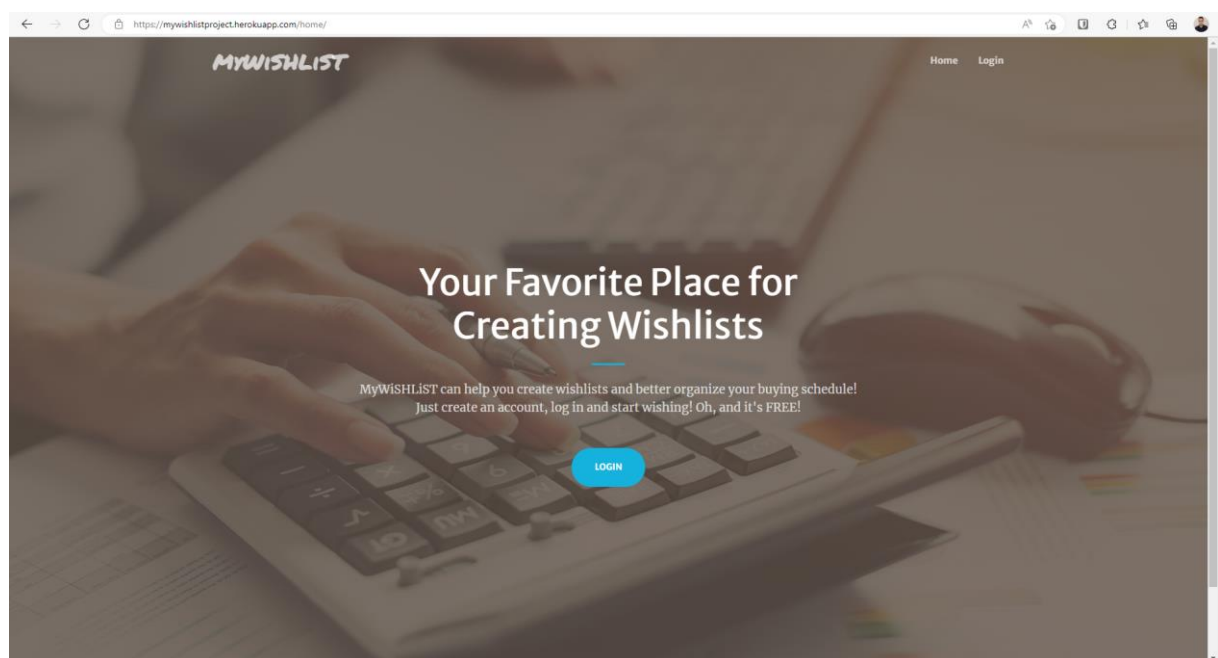 https://mywishlistproject.herokuapp.com/home/
MYWiSHLiST
Home Login
Your Favorite Place for
Creating Wishlists
MyWiSHLiST can help you create wishlists and better organize your buying schedule!
Just create an account, log in and start wishing! Oh, and it's FREE!
LOGIN
MU